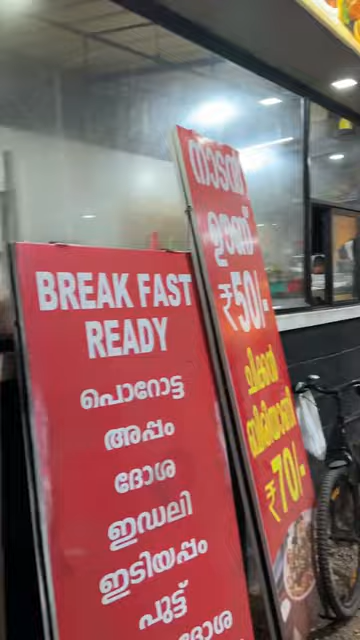 BREAK FAST
READY
പൊറോട്ട
അപ്പം
ദോശ
ഇഡലി
ഇടിയപ്പം
പുട്ട്
ദോശ
നാടൻ
ഊണ്
₹50/-
ചിക്കൻ
ബിരിയാണി
₹70/-